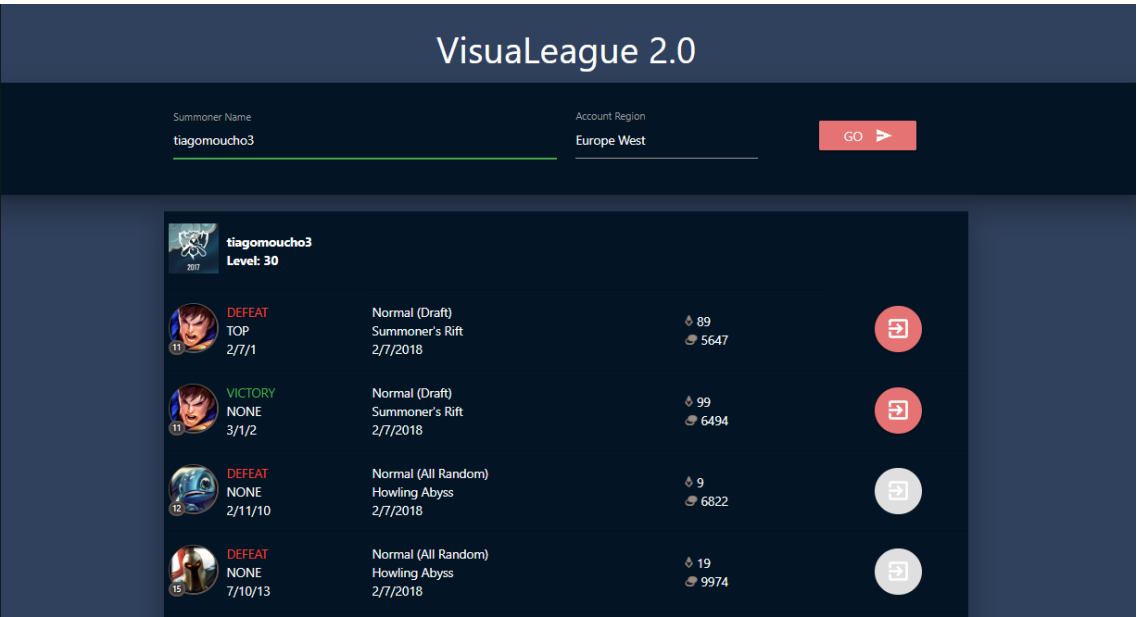 VisuaLeague 2.0
Summoner Name
tiagomoucho3
Account Region
Europe West
GO
2017
tiagomoucho3
Level: 30
11
DEFEAT
TOP
2/7/1
Normal (Draft)
Summoner's Rift
2/7/2018
89
5647
11
VICTORY
NONE
3/1/2
Normal (Draft)
Summoner's Rift
2/7/2018
99
6494
12
DEFEAT
NONE
2/11/10
Normal (All Random)
Howling Abyss
2/7/2018
9
6822
15
DEFEAT
NONE
7/10/13
Normal (All Random)
Howling Abyss
2/7/2018
19
9974